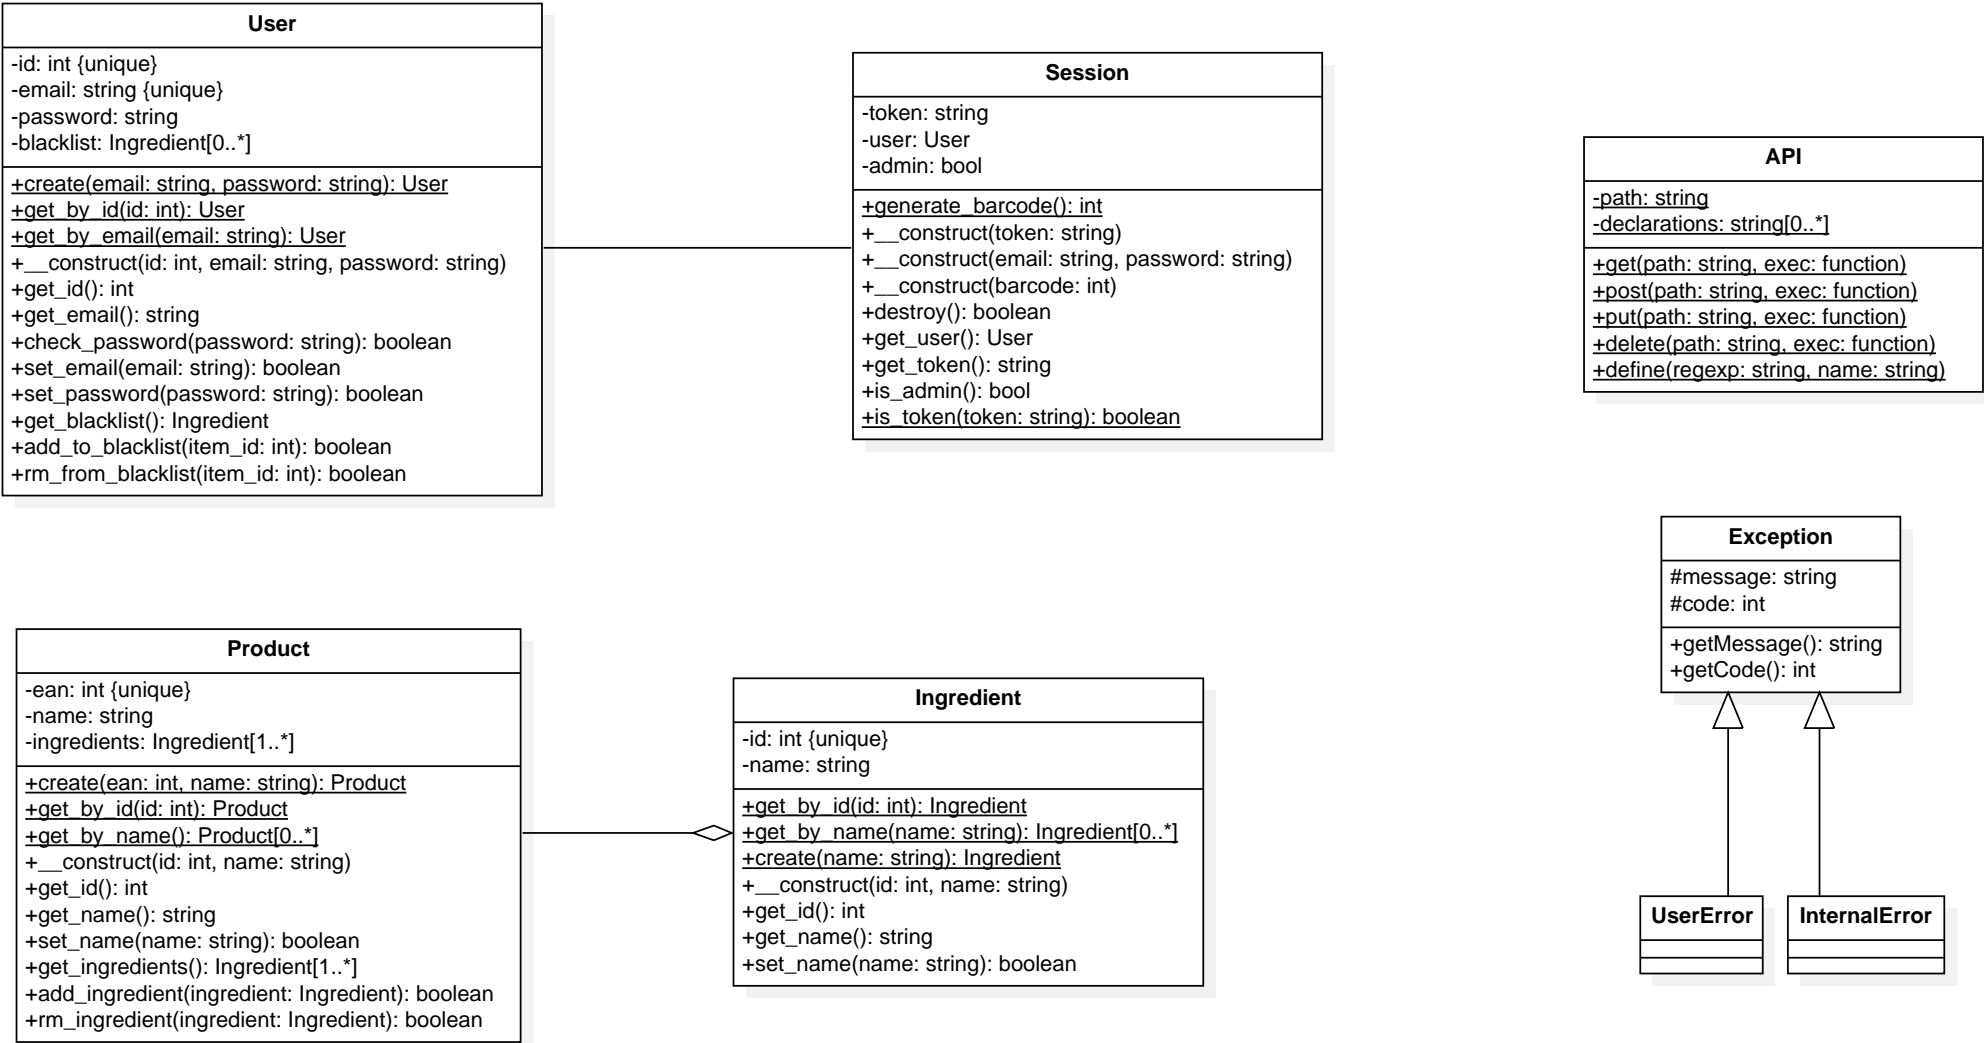 User
-id: int {unique}
-email: string {unique}
-password: string
-blacklist: Ingredient[0..*]
+create(email: string, password: string): User
+get_by_id(id: int): User
+get_by_email(email: string): User
+__construct(id: int, email: string, password: string)
+get_id(): int
+get_email(): string
+check_password(password: string): boolean
+set_email(email: string): boolean
+set_password(password: string): boolean
+get_blacklist(): Ingredient
+add_to_blacklist(item_id: int): boolean
+rm_from_blacklist(item_id: int): boolean
Session
-token: string
-user: User
-admin: bool
+generate_barcode(): int
+__construct(token: string)
+__construct(email: string, password: string)
+__construct(barcode: int)
+destroy(): boolean
+get_user(): User
+get_token(): string
+is_admin(): bool
+is_token(token: string): boolean
API
-path: string
-declarations: string[0..*]
+get(path: string, exec: function)
+post(path: string, exec: function)
+put(path: string, exec: function)
+delete(path: string, exec: function)
+define(regexp: string, name: string)
Exception
#message: string
#code: int
+getMessage(): string
+getCode(): int
Product
-ean: int {unique}
-name: string
-ingredients: Ingredient[1..*]
+create(ean: int, name: string): Product
+get_by_id(id: int): Product
+get_by_name(): Product[0..*]
+__construct(id: int, name: string)
+get_id(): int
+get_name(): string
+set_name(name: string): boolean
+get_ingredients(): Ingredient[1..*]
+add_ingredient(ingredient: Ingredient): boolean
+rm_ingredient(ingredient: Ingredient): boolean
Ingredient
-id: int {unique}
-name: string
+get_by_id(id: int): Ingredient
+get_by_name(name: string): Ingredient[0..*]
+create(name: string): Ingredient
+__construct(id: int, name: string)
+get_id(): int
+get_name(): string
+set_name(name: string): boolean
UserError
InternalError